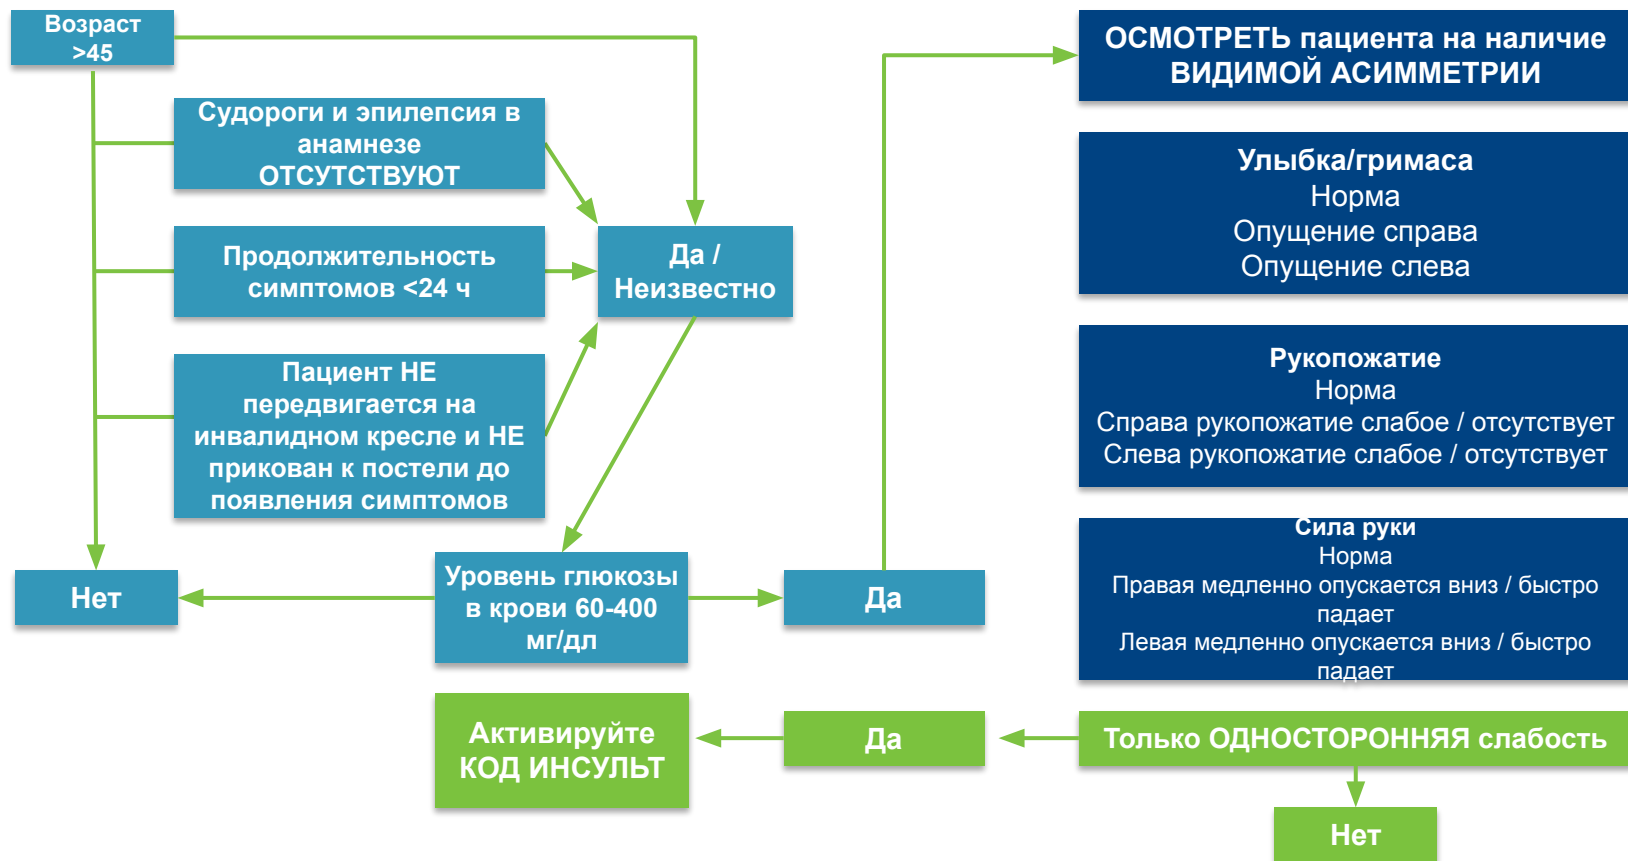 Возраст
>45
Судороги и эпилепсия в
анамнезе
ОТСУТСТВУЮТ
Продолжительность
симптомов <24 ч
Пациент НЕ
передвигается на
инвалидном кресле и НЕ
прикован к постели до
появления симптомов
Да /
Неизвестно
Нет
Уровень глюкозы
в крови 60-400
мг/дл
Да
ОСМОТРЕТЬ пациента на наличие
ВИДИМОЙ АСИММЕТРИИ
Улыбка/гримаса
Норма
Опущение справа
Опущение слева
Рукопожатие
Норма
Справа рукопожатие слабое / отсутствует
Слева рукопожатие слабое / отсутствует
Сила руки
Норма
Правая медленно опускается вниз / быстро
падает
Левая медленно опускается вниз / быстро
падает
Только ОДНОСТОРОННЯЯ слабость
Да
Активируйте
КОД ИНСУЛЬТ
Нет